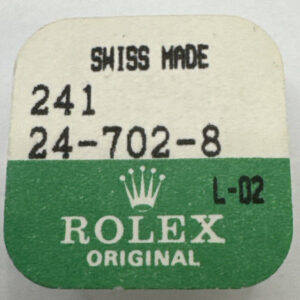 SWISS MADE
241
24-702-8
L-02
ROLEX
ORIGINAL